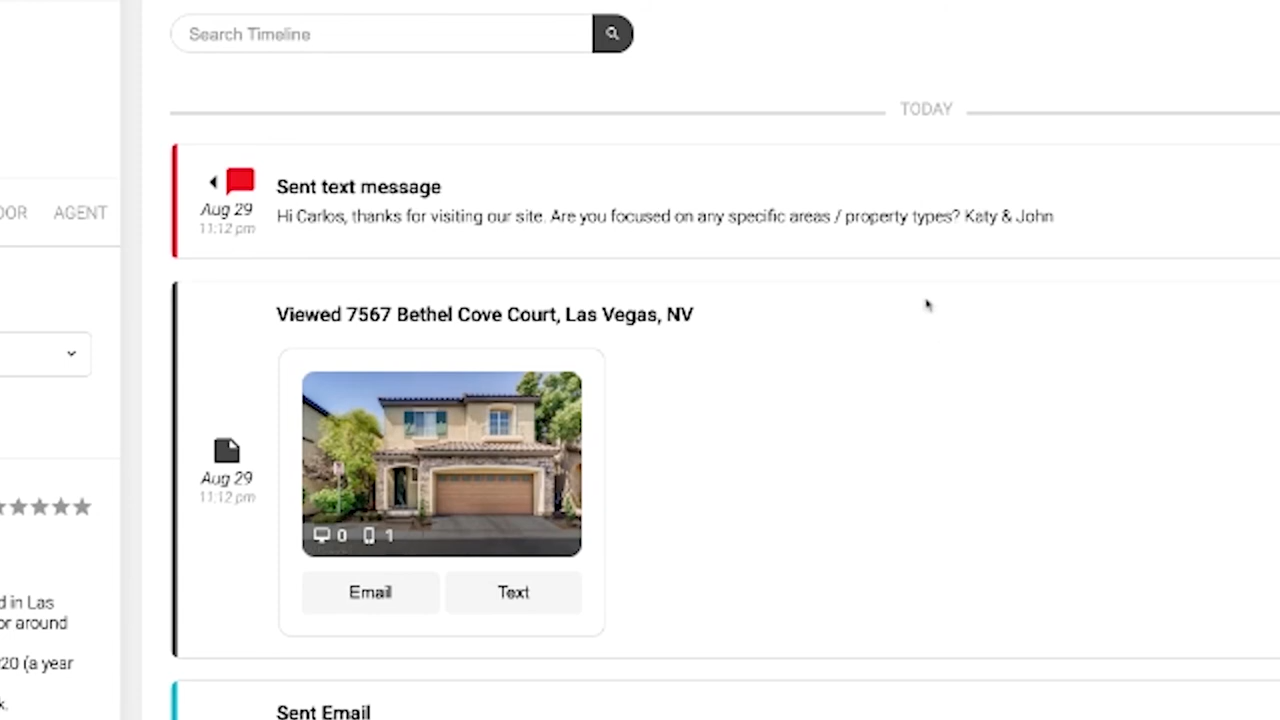 Search Timeline
TODAY
Sent text message
Aug 29
11:12 pm
Hi Carlos, thanks for visiting our site. Are you focused on any specific areas / property types? Katy & John
AGENT
Viewed 7567 Bethel Cove Court, Las Vegas, NV
Aug 29
11:12 pm
0 1
Email Text
in Las
or around
20 (a year
Sent Email